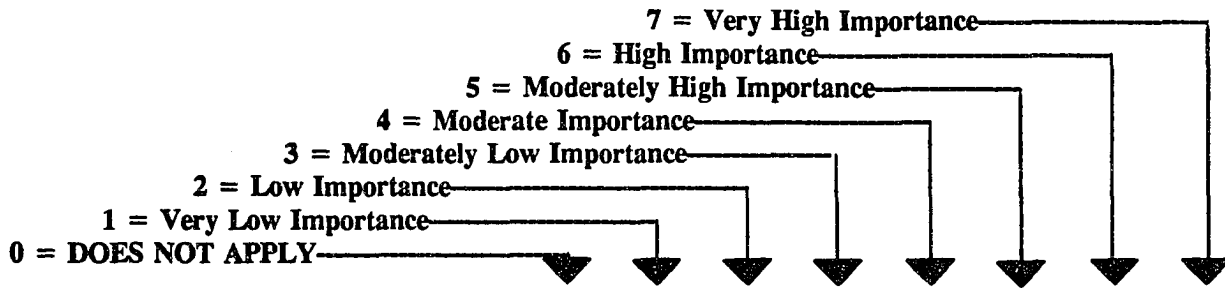 7 = Very High Importance
6 = High Importance
5 = Moderately High Importance
4 = Moderate Importance
3 = Moderately Low Importance
2 = Low Importance
1 = Very Low Importance
0 = DOES NOT APPLY